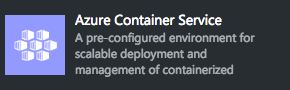 Azure Container Service
A pre-configured environment for
scalable deployment and
management of containerized